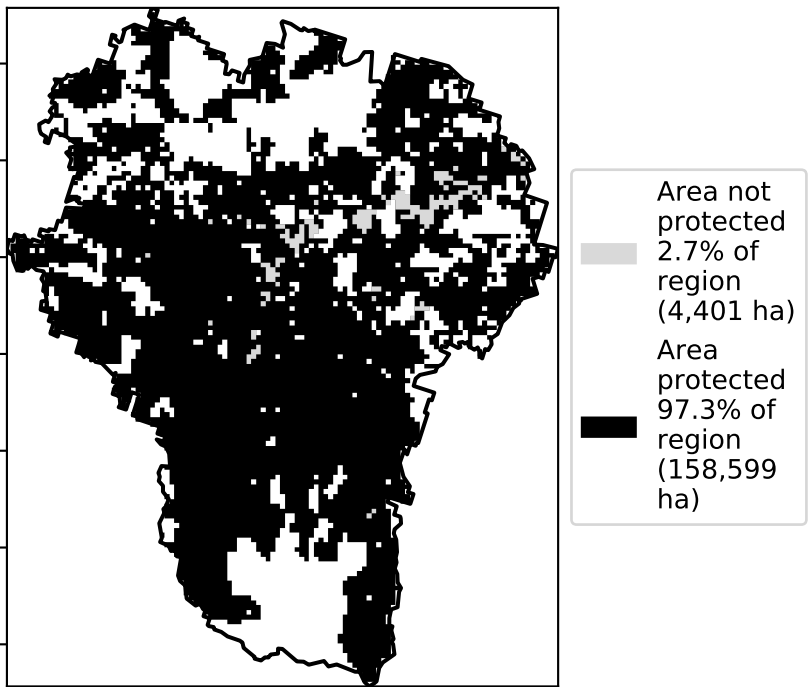 Area not
protected
2.7% of
region
(4,401 ha)
Area
protected
97.3% of
region
(158,599
ha)